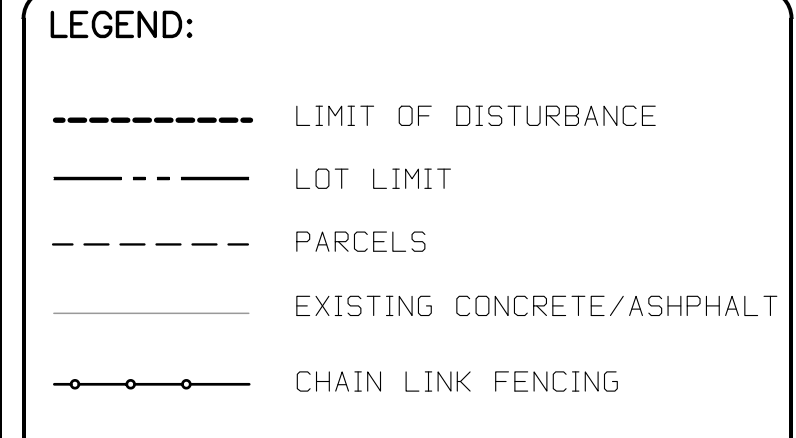 LEGEND:
LIMIT OF DISTURBANCE
LOT LIMIT
PARCELS
EXISTING CONCRETE/ASHPHALT
CHAIN LINK FENCING